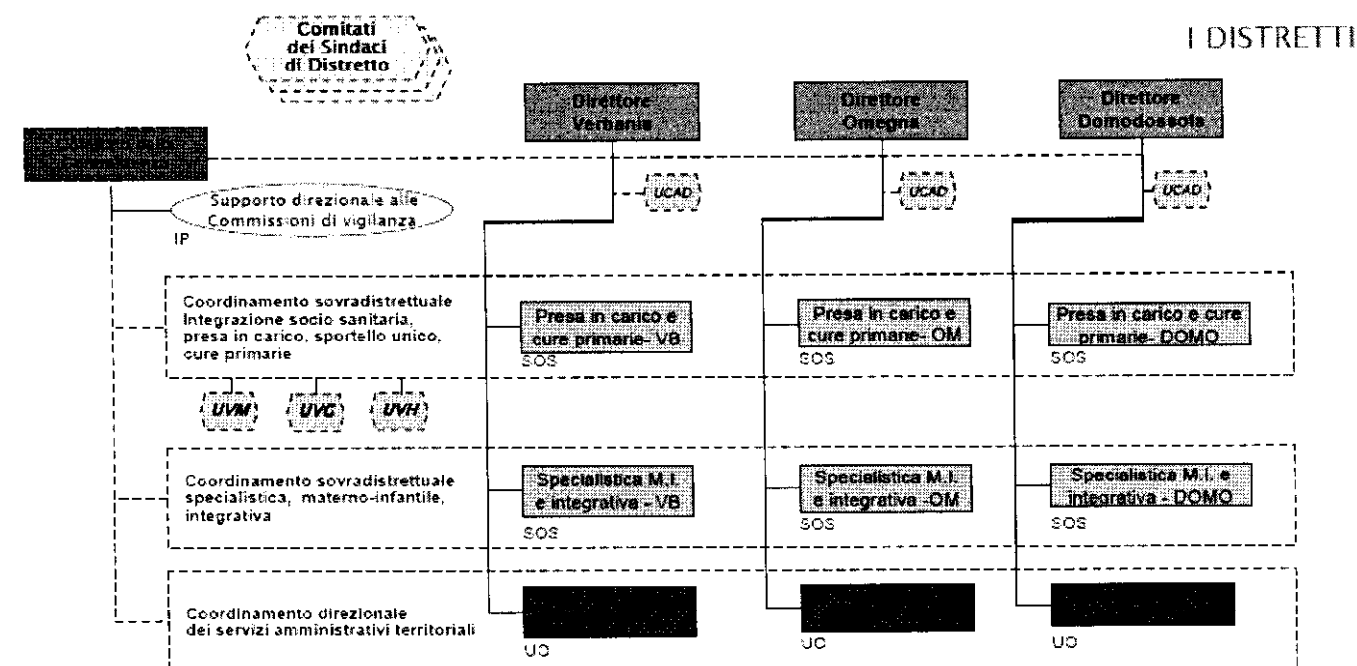 Comitati
dei Sindaci
di Distretto
I DISTRETTI
Direttore
Verbania
Direttore
Omegna
Direttore
Domodossola
UCAD
UCAD
UCAD
Supporto direzionale alle
Commissioni di vigilanza
IP
Coordinamento sovradistrettuale
Integrazione socio sanitaria,
presa in carico, sportello unico,
cure primarie
Presa in carico e
cure primarie- VB
SOS
Presa in carico e
cure primarie- OM
SOS
Presa in carico e cure
primarie- DOMO
SOS
UVM
UVG
UVH
Coordinamento sovradistrettuale
specialistica, materno-infantile,
integrativa
Specialistica M.I.
e integrativa - VB
SOS
Specialistica M.I.
e integrativa -OM
SOS
Specialistica M.I. e
integrativa - DOMO
SOS
Coordinamento direzionale
dei servizi amministrativi territoriali
UO
UO
UO